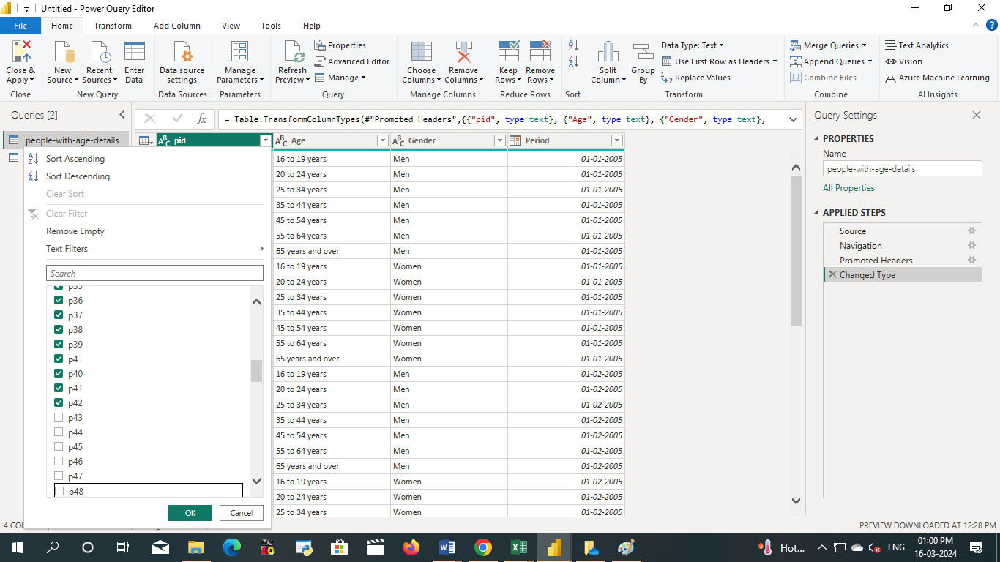 Untitled - Power Query Editor
File Home Transform Add Column View Tools Help
Close & Apply
Close
New Source
Recent Sources
Enter Data
New Query
Data source settings
Data Sources
Manage Parameters
Parameters
Refresh Preview
Properties
Advanced Editor
Manage
Query
Choose Columns
Remove Columns
Manage Columns
Keep Rows
Remove Rows
Reduce Rows
Sort
Split Column
Group By
Data Type: Text
Use First Row as Headers
Replace Values
Transform
Merge Queries
Append Queries
Combine Files
Combine
Text Analytics
Vision
Azure Machine Learning
AI Insights
Queries [2]
people-with-age-details
fx = Table.TransformColumnTypes(#"Promoted Headers",{{"pid", type text}, {"Age", type text}, {"Gender", type text},
ABC pid ABC Age ABC Gender Period
Sort Ascending
Sort Descending
Clear Sort
Clear Filter
Remove Empty
Text Filters
Search
p35
p36
p37
p38
p39
p4
p40
p41
p42
p43
p44
p45
p46
p47
p48
OK Cancel
16 to 19 years Men 01-01-2005
20 to 24 years Men 01-01-2005
25 to 34 years Men 01-01-2005
35 to 44 years Men 01-01-2005
45 to 54 years Men 01-01-2005
55 to 64 years Men 01-01-2005
65 years and over Men 01-01-2005
16 to 19 years Women 01-01-2005
20 to 24 years Women 01-01-2005
25 to 34 years Women 01-01-2005
35 to 44 years Women 01-01-2005
45 to 54 years Women 01-01-2005
55 to 64 years Women 01-01-2005
65 years and over Women 01-01-2005
16 to 19 years Men 01-02-2005
20 to 24 years Men 01-02-2005
25 to 34 years Men 01-02-2005
35 to 44 years Men 01-02-2005
45 to 54 years Men 01-02-2005
55 to 64 years Men 01-02-2005
65 years and over Men 01-02-2005
16 to 19 years Women 01-02-2005
20 to 24 years Women 01-02-2005
25 to 34 years Women 01-02-2005
Query Settings
PROPERTIES
Name
people-with-age-details
All Properties
APPLIED STEPS
Source
Navigation
Promoted Headers
Changed Type
4 COL
PREVIEW DOWNLOADED AT 12:28 PM
Hot... ENG
01:00 PM
16-03-2024